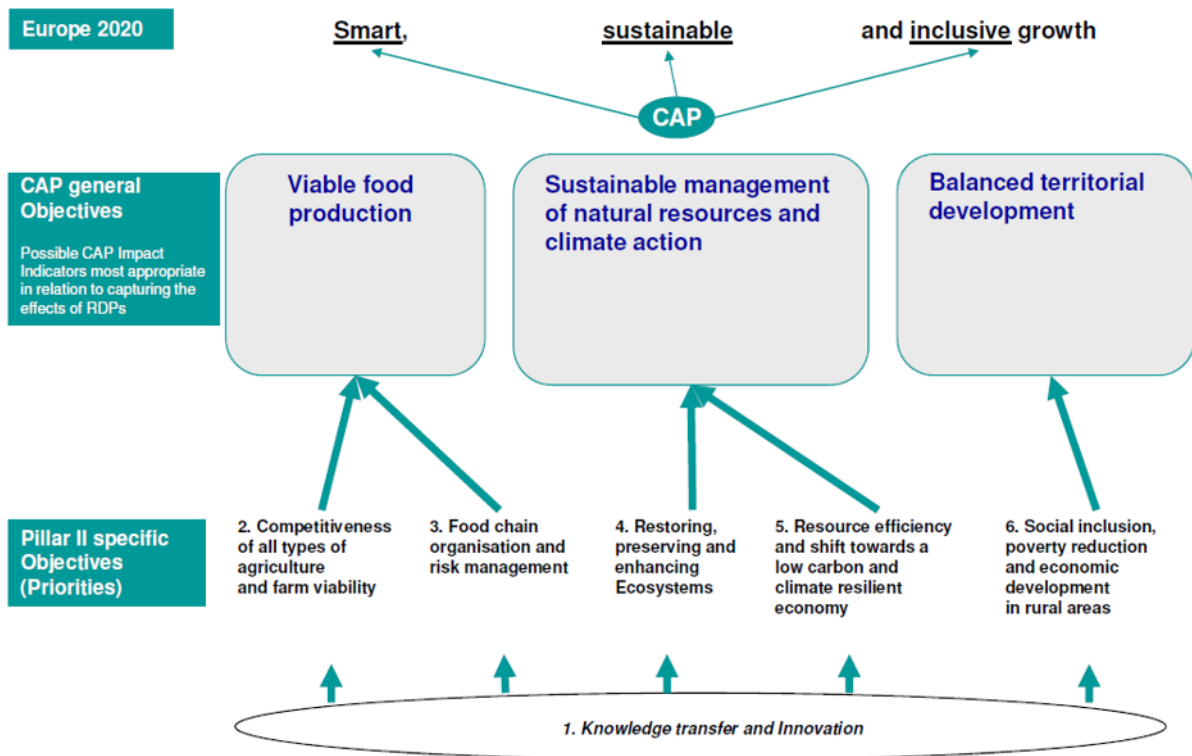 Europe 2020
Smart,
sustainable
and inclusive growth
CAP
CAP general
Objectives
Possible CAP Impact
Indicators most appropriate
in relation to capturing the
effects of RDPs
Viable food
production
Sustainable management
of natural resources and
climate action
Balanced territorial
development
Pillar II specific
Objectives
(Priorities)
2. Competitiveness
of all types of
agriculture
and farm viability
3. Food chain
organisation and
risk management
4. Restoring,
preserving and
enhancing
Ecosystems
5. Resource efficiency
and shift towards a
low carbon and
climate resilient
economy
6. Social inclusion,
poverty reduction
and economic
development
in rural areas
1. Knowledge transfer and Innovation